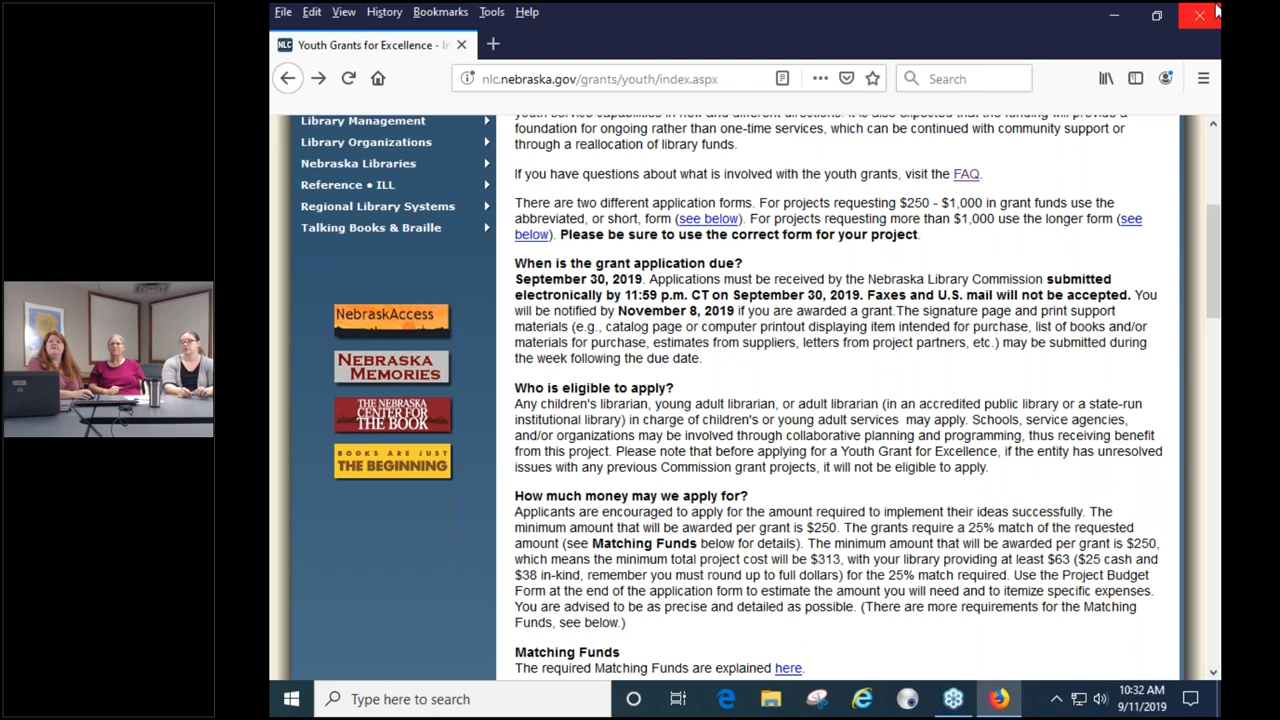 File Edit View History Bookmarks Tools Help
NLC Youth Grants for Excellence - In
nlc.nebraska.gov/grants/youth/index.aspx
Search
Library Management
Library Organizations
Nebraska Libraries
Reference • ILL
Regional Library Systems
Talking Books & Braille
NebraskAccess
NEBRASKA
MEMORIES
THE NEBRASKA
CENTER FOR
THE BOOK
BOOKS ARE JUST
THE BEGINNING
youth service capabilities in new and different directions. It is also expected that the funding will provide a
foundation for ongoing rather than one-time services, which can be continued with community support or
through a reallocation of library funds.
If you have questions about what is involved with the youth grants, visit the FAQ.
There are two different application forms. For projects requesting $250 - $1,000 in grant funds use the
abbreviated, or short, form (see below). For projects requesting more than $1,000 use the longer form (see
below). Please be sure to use the correct form for your project.
When is the grant application due?
September 30, 2019. Applications must be received by the Nebraska Library Commission submitted
electronically by 11:59 p.m. CT on September 30, 2019. Faxes and U.S. mail will not be accepted. You
will be notified by November 8, 2019 if you are awarded a grant.The signature page and print support
materials (e.g., catalog page or computer printout displaying item intended for purchase, list of books and/or
materials for purchase, estimates from suppliers, letters from project partners, etc.) may be submitted during
the week following the due date.
Who is eligible to apply?
Any children's librarian, young adult librarian, or adult librarian (in an accredited public library or a state-run
institutional library) in charge of children's or young adult services may apply. Schools, service agencies,
and/or organizations may be involved through collaborative planning and programming, thus receiving benefit
from this project. Please note that before applying for a Youth Grant for Excellence, if the entity has unresolved
issues with any previous Commission grant projects, it will not be eligible to apply.
How much money may we apply for?
Applicants are encouraged to apply for the amount required to implement their ideas successfully. The
minimum amount that will be awarded per grant is $250. The grants require a 25% match of the requested
amount (see Matching Funds below for details). The minimum amount that will be awarded per grant is $250,
which means the minimum total project cost will be $313, with your library providing at least $63 ($25 cash and
$38 in-kind, remember you must round up to full dollars) for the 25% match required. Use the Project Budget
Form at the end of the application form to estimate the amount you will need and to itemize specific expenses.
You are advised to be as precise and detailed as possible. (There are more requirements for the Matching
Funds, see below.)
Matching Funds
The required Matching Funds are explained here.
Type here to search
10:32 AM
9/11/2019